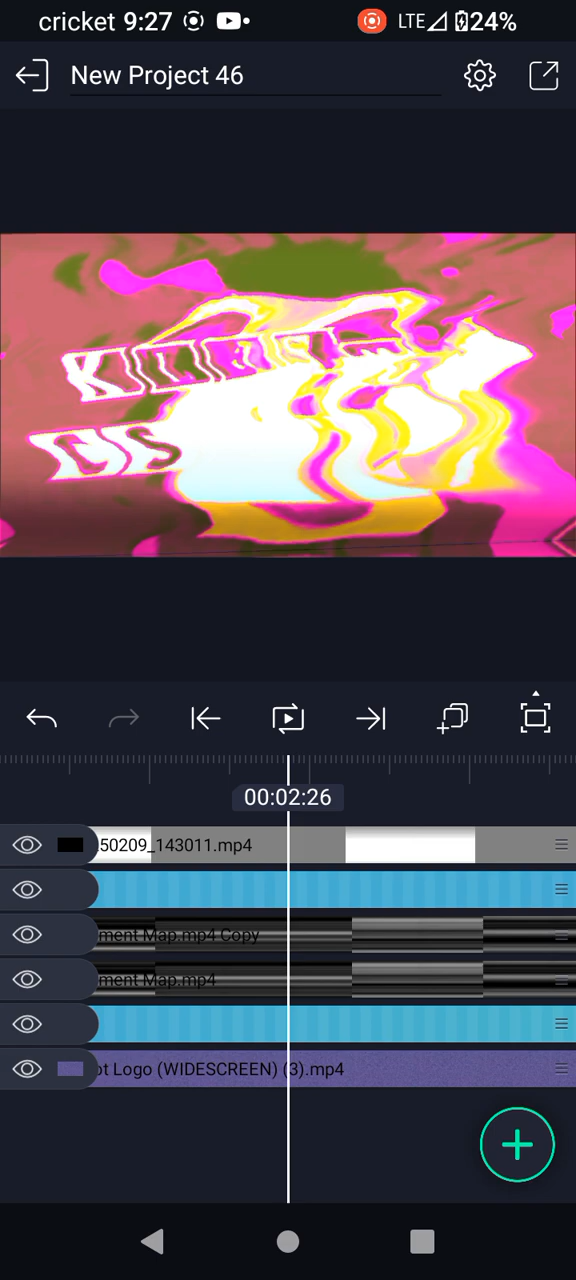 cricket 9:27 LTE 24%
New Project 46
00:02:26
50209_143011.mp4
ment Map.mp4 Copy
ment Map.mp4
ot Logo (WIDESCREEN) (3).mp4